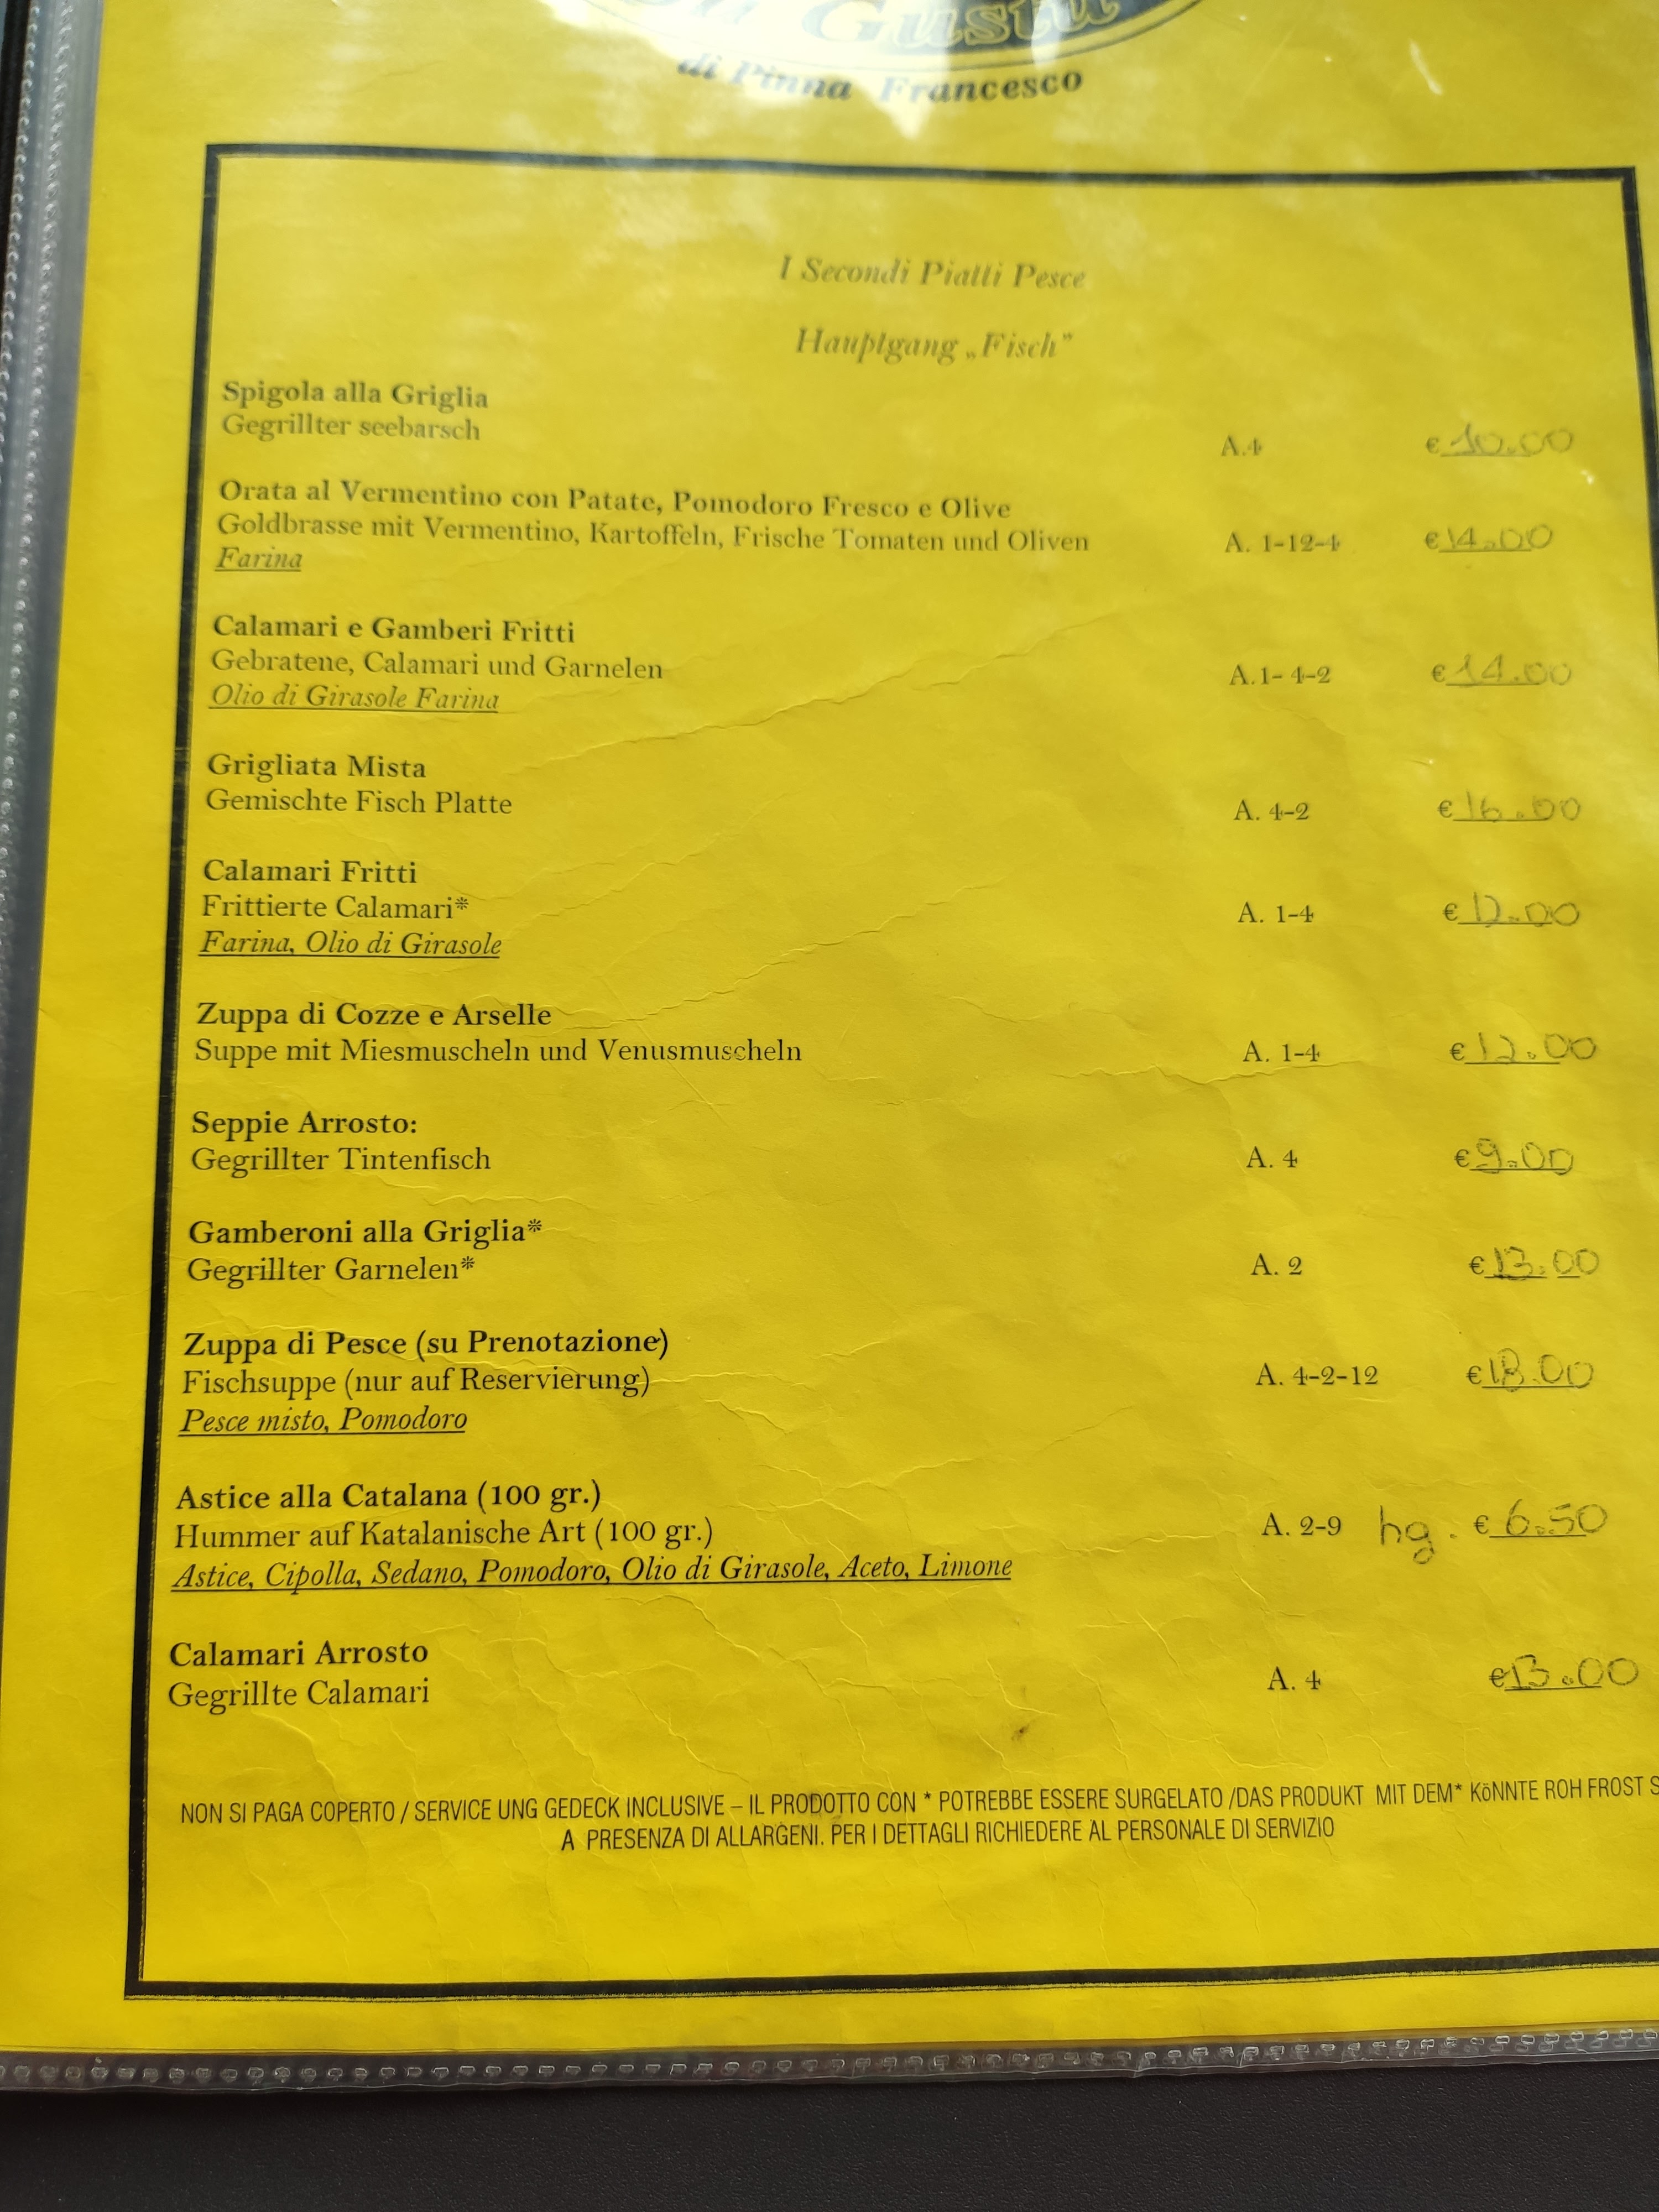 Gusto
di Pinna Francesco
I Secondi Piatti Pesce
Hauptgang „Fisch”
Spigola alla Griglia
Gegrillter seebarsch A.4 € 10.00
Orata al Vermentino con Patate, Pomodoro Fresco e Olive
Goldbrasse mit Vermentino, Kartoffeln, Frische Tomaten und Oliven A. 1-12-4 € 14.00
Farina
Calamari e Gamberi Fritti
Gebratene, Calamari und Garnelen A.1- 4-2 € 14.00
Olio di Girasole Farina
Grigliata Mista
Gemischte Fisch Platte A. 4-2 € 16.00
Calamari Fritti
Frittierte Calamari* A. 1-4 € 12.00
Farina, Olio di Girasole
Zuppa di Cozze e Arselle
Suppe mit Miesmuscheln und Venusmuscheln A. 1-4 € 12.00
Seppie Arrosto:
Gegrillter Tintenfisch A. 4 € 9.00
Gamberoni alla Griglia*
Gegrillter Garnelen* A. 2 € 13.00
Zuppa di Pesce (su Prenotazione)
Fischsuppe (nur auf Reservierung) A. 4-2-12 € 18.00
Pesce misto, Pomodoro
Astice alla Catalana (100 gr.)
Hummer auf Katalanische Art (100 gr.) A. 2-9 hg. € 6.50
Astice, Cipolla, Sedano, Pomodoro, Olio di Girasole, Aceto, Limone
Calamari Arrosto
Gegrillte Calamari A. 4 € 13.00
NON SI PAGA COPERTO / SERVICE UNG GEDECK INCLUSIVE – IL PRODOTTO CON * POTREBBE ESSERE SURGELATO /DAS PRODUKT MIT DEM* KöNNTE ROH FROST S
A PRESENZA DI ALLARGENI. PER I DETTAGLI RICHIEDERE AL PERSONALE DI SERVIZIO